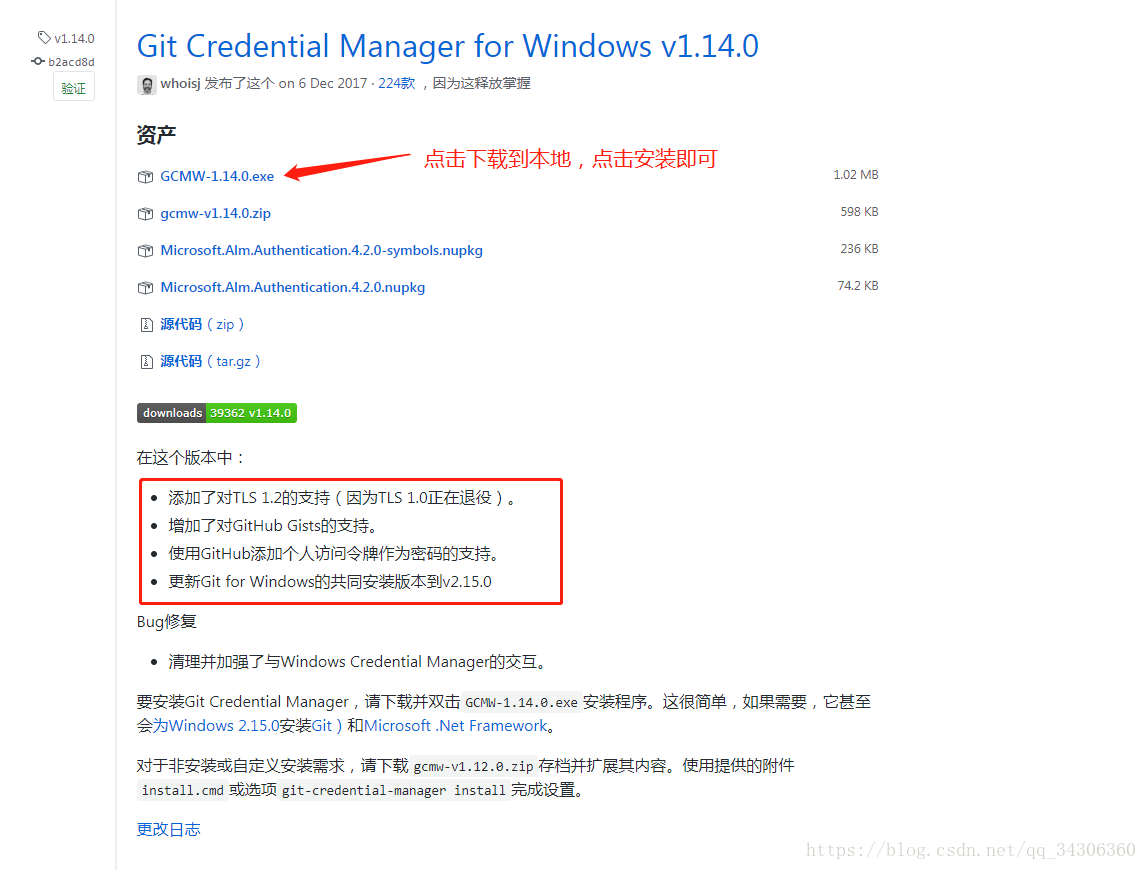 v1.14.0
b2acd8d
验证
Git Credential Manager for Windows v1.14.0
whoisj 发布了这个 on 6 Dec 2017 · 224款 ，因为这释放掌握
资产
点击下载到本地，点击安装即可
GCMW-1.14.0.exe 1.02 MB
gcmw-v1.14.0.zip 598 KB
Microsoft.Alm.Authentication.4.2.0-symbols.nupkg 236 KB
Microsoft.Alm.Authentication.4.2.0.nupkg 74.2 KB
源代码（zip）
源代码（tar.gz）
downloads 39362 v1.14.0
在这个版本中：
添加了对TLS 1.2的支持（因为TLS 1.0正在退役）。
增加了对GitHub Gists的支持。
使用GitHub添加个人访问令牌作为密码的支持。
更新Git for Windows的共同安装版本到v2.15.0
Bug修复
清理并加强了与Windows Credential Manager的交互。
要安装Git Credential Manager，请下载并双击 GCMW-1.14.0.exe 安装程序。这很简单，如果需要，它甚至
会为Windows 2.15.0安装Git）和Microsoft .Net Framework。
对于非安装或自定义安装需求，请下载 gcmw-v1.12.0.zip 存档并扩展其内容。使用提供的附件
install.cmd 或选项 git-credential-manager install 完成设置。
更改日志
https://blog.csdn.net/qq_34306360